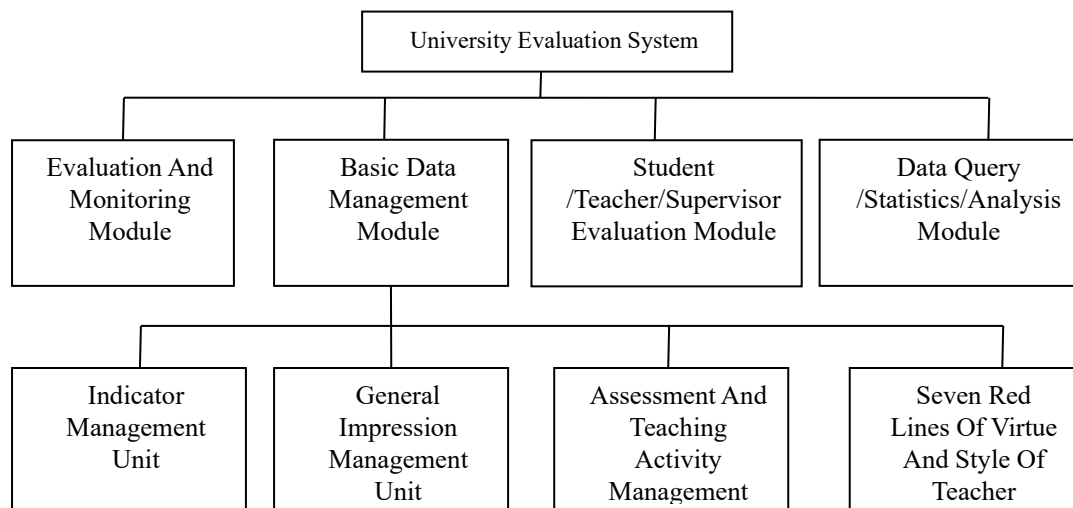 University Evaluation System
Evaluation And
Monitoring
Module
Basic Data
Management
Module
Student
/Teacher/Supervisor
Evaluation Module
Data Query
/Statistics/Analysis
Module
Indicator
Management
Unit
General
Impression
Management
Unit
Assessment And
Teaching
Activity
Management
Seven Red
Lines Of Virtue
And Style Of
Teacher